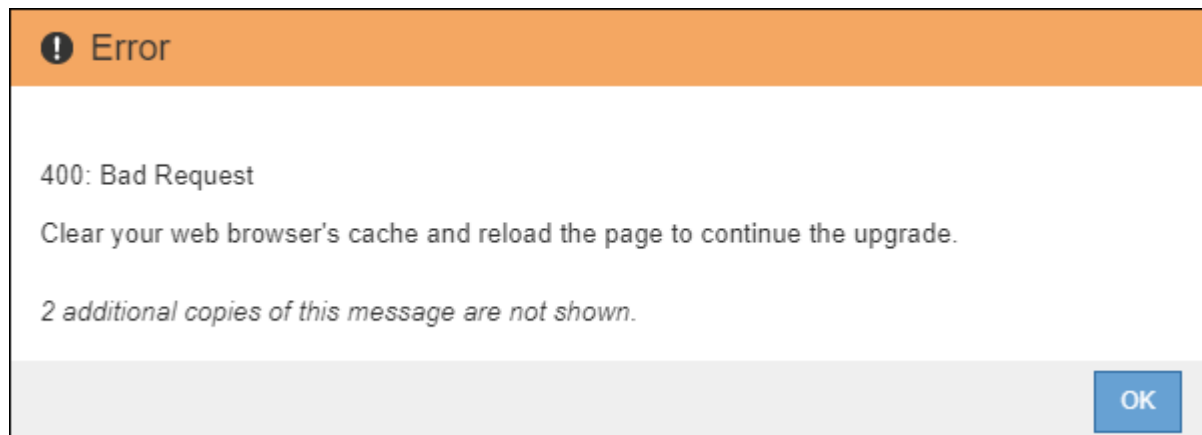 Error
400: Bad Request
Clear your web browser's cache and reload the page to continue the upgrade.
2 additional copies of this message are not shown.
OK